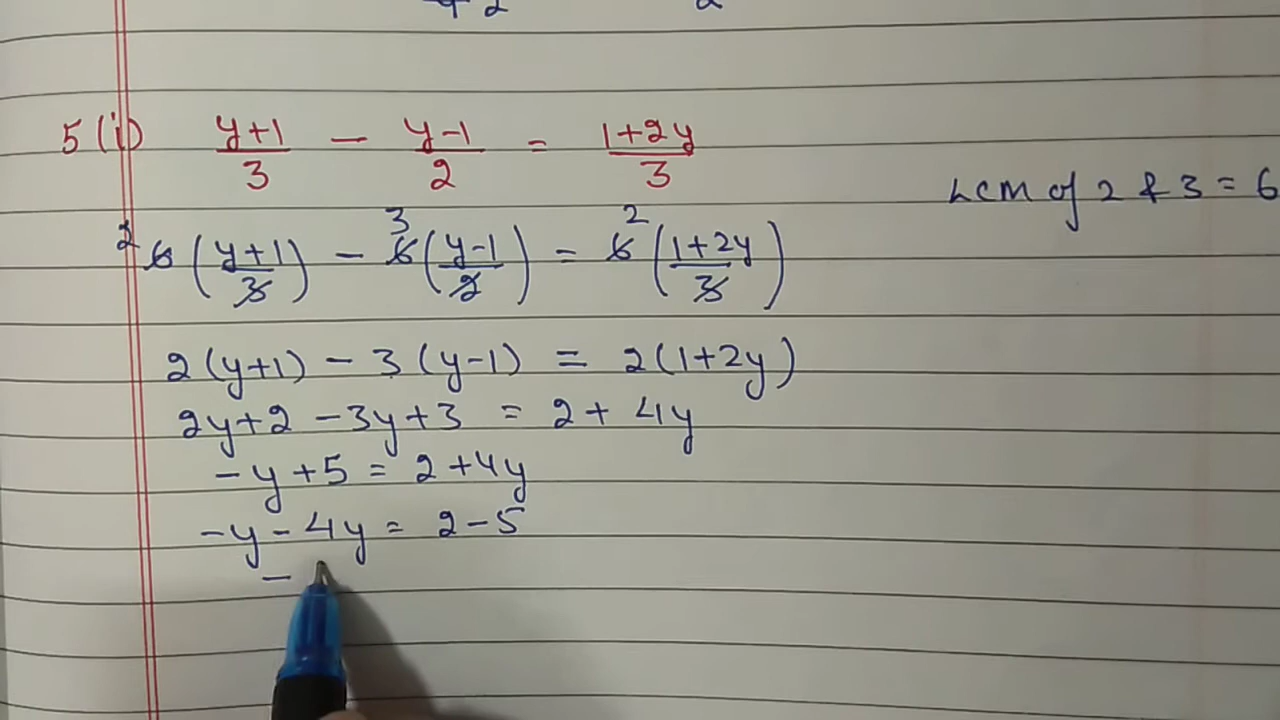 5(i) y+1/3 - y-1/2 = 1+2y/3
LCM of 2 & 3 = 6
2 6(y+1/3) - 3 6(y-1/2) = 2 6(1+2y/3)
2(y+1) - 3(y-1) = 2(1+2y)
2y+2 -3y+3 = 2+4y
-y+5 = 2+4y
-y-4y = 2-5
-